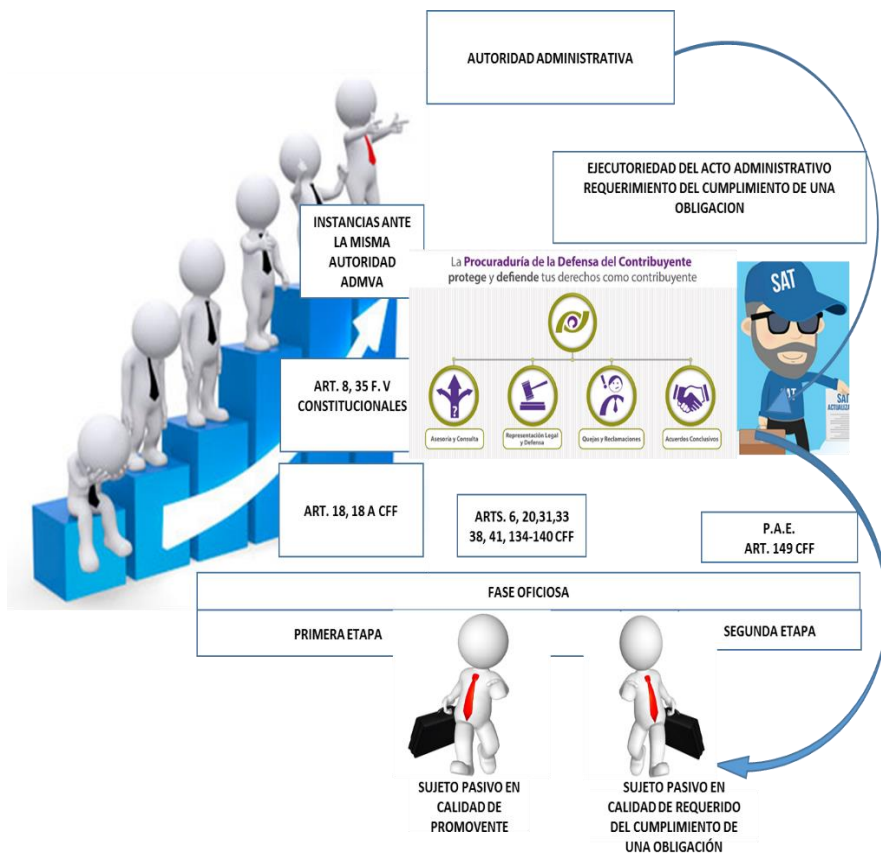 AUTORIDAD ADMINISTRATIVA
EJECUTORIEDAD DEL ACTO ADMINISTRATIVO
REQUERIMIENTO DEL CUMPLIMIENTO DE UNA
OBLIGACION
INSTANCIAS ANTE
LA MISMA
AUTORIDAD
ADMVA
La Procuraduría de la Defensa del Contribuyente
protege y defiende tus derechos como contribuyente
?
!
Asesoría y Consulta
Representación Legal
y Defensa
Quejas y Reclamaciones
Acuerdos Conclusivos
SAT
SAT
SAT
ART. 8, 35 F. V
CONSTITUCIONALES
ART. 18, 18 A CFF
ARTS. 6, 20,31,33
38, 41, 134-140 CFF
P.A.E.
ART. 149 CFF
FASE OFICIOSA
PRIMERA ETAPA
SEGUNDA ETAPA
SUJETO PASIVO EN
CALIDAD DE
PROMOVENTE
SUJETO PASIVO EN
CALIDAD DE REQUERIDO
DEL CUMPLIMIENTO DE
UNA OBLIGACIÓN